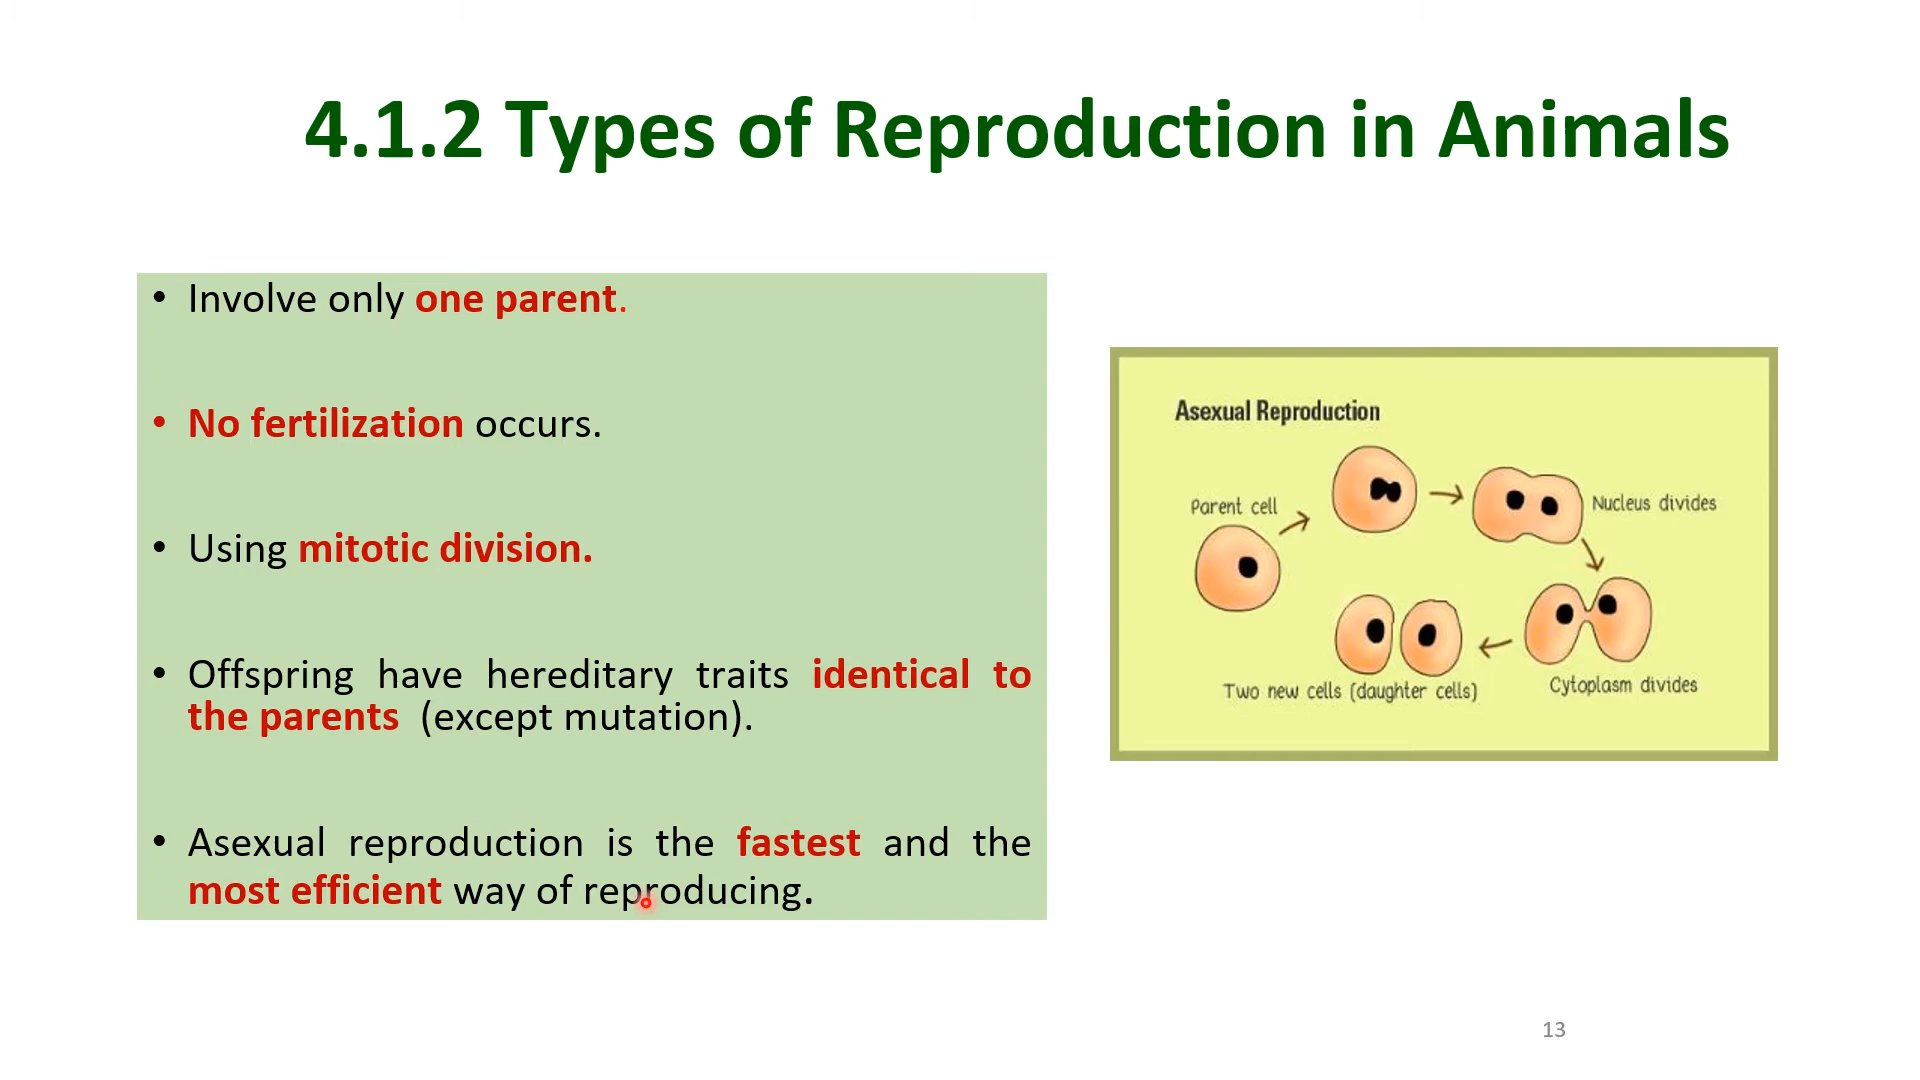 4.1.2 Types of Reproduction in Animals
• Involve only one parent.
• No fertilization occurs.
• Using mitotic division.
• Offspring have hereditary traits identical to
the parents (except mutation).
• Asexual reproduction is the fastest and the
most efficient way of reproducing.
Asexual Reproduction
Parent cell
Nucleus divides
Cytoplasm divides
Two new cells (daughter cells)
13